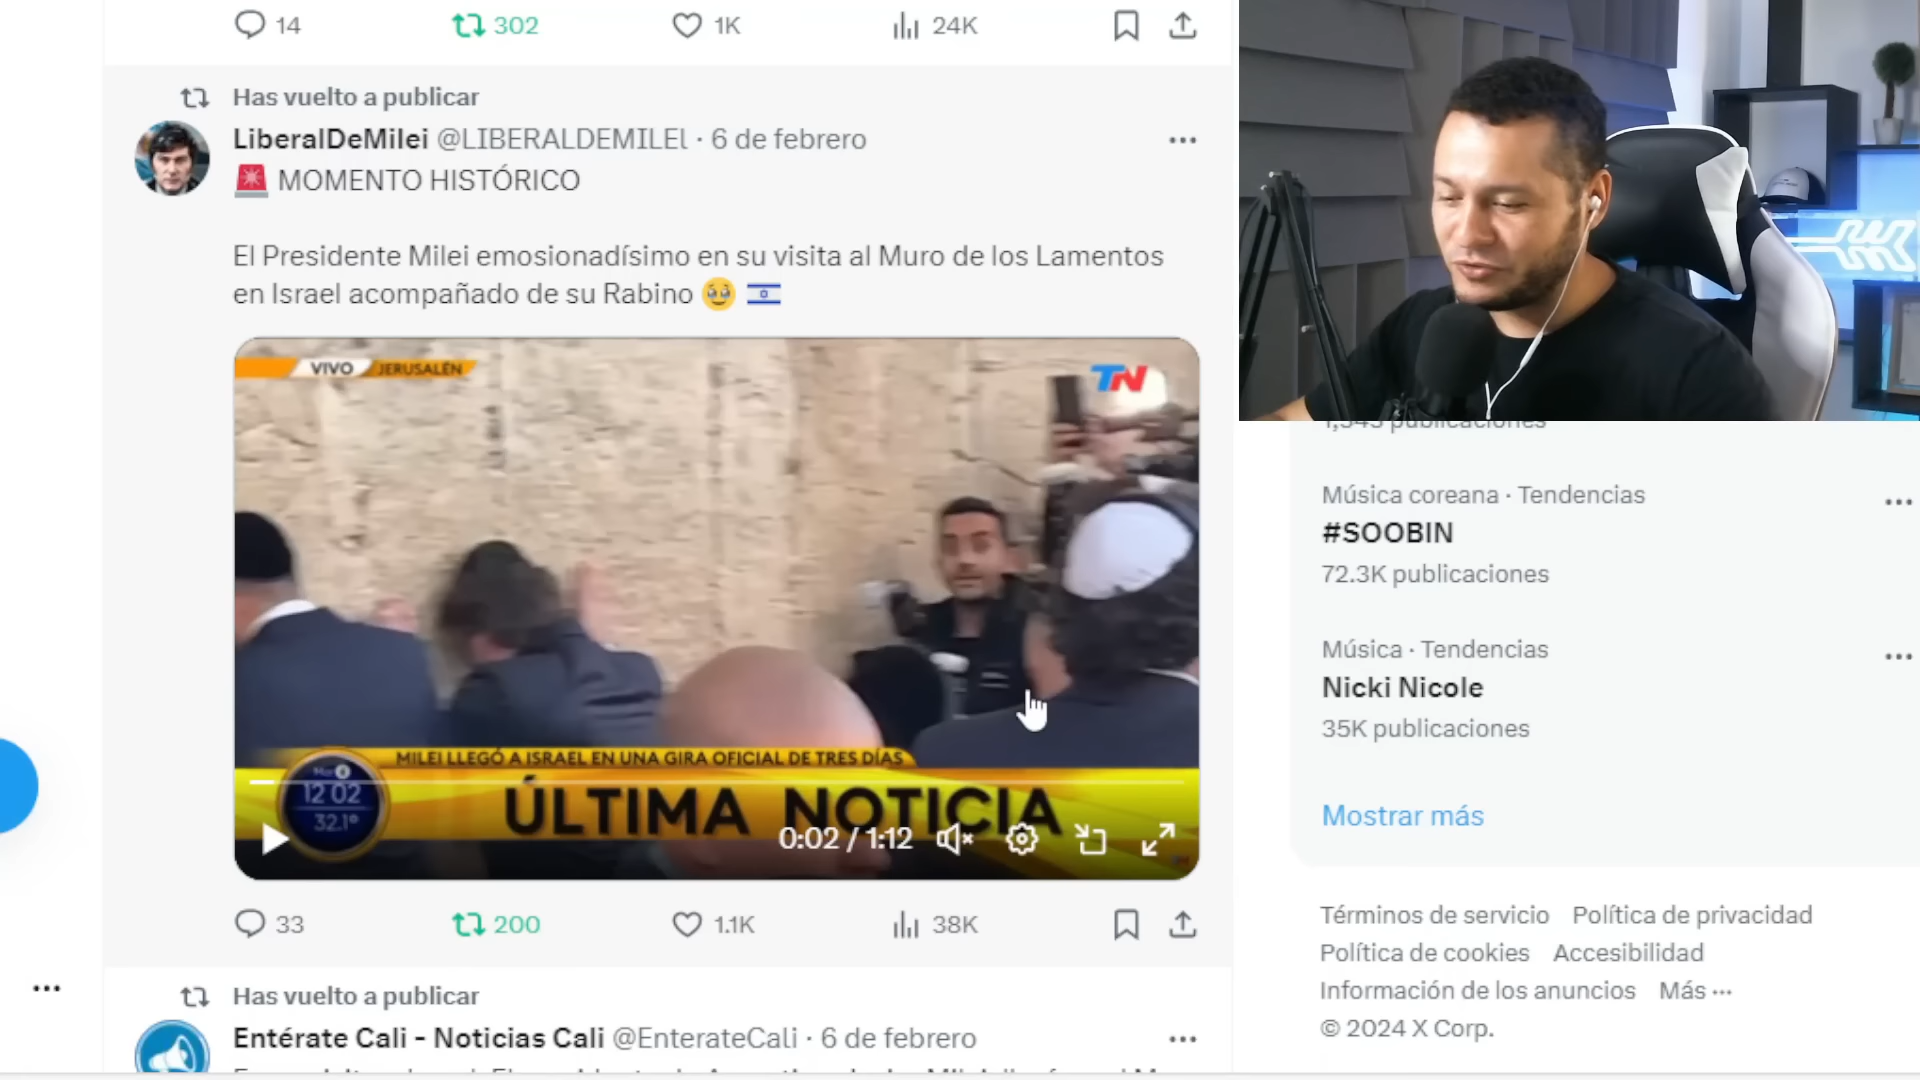 14 302 1K 24K
Has vuelto a publicar
LiberalDeMilei @LIBERALDEMILEl · 6 de febrero
MOMENTO HISTÓRICO
El Presidente Milei emosionadísimo en su visita al Muro de los Lamentos
en Israel acompañado de su Rabino
VIVO JERUSALÉN
TN
MILEI LLEGÓ A ISRAEL EN UNA GIRA OFICIAL DE TRES DÍAS
12 02
32.1°
ÚLTIMA NOTICIA
0:02 / 1:12
33 200 1.1K 38K
Has vuelto a publicar
Entérate Cali - Noticias Cali @EnterateCali · 6 de febrero
1,543 publicaciones
Música coreana · Tendencias
#SOOBIN
72.3K publicaciones
Música · Tendencias
Nicki Nicole
35K publicaciones
Mostrar más
Términos de servicio Política de privacidad
Política de cookies Accesibilidad
Información de los anuncios Más ···
© 2024 X Corp.